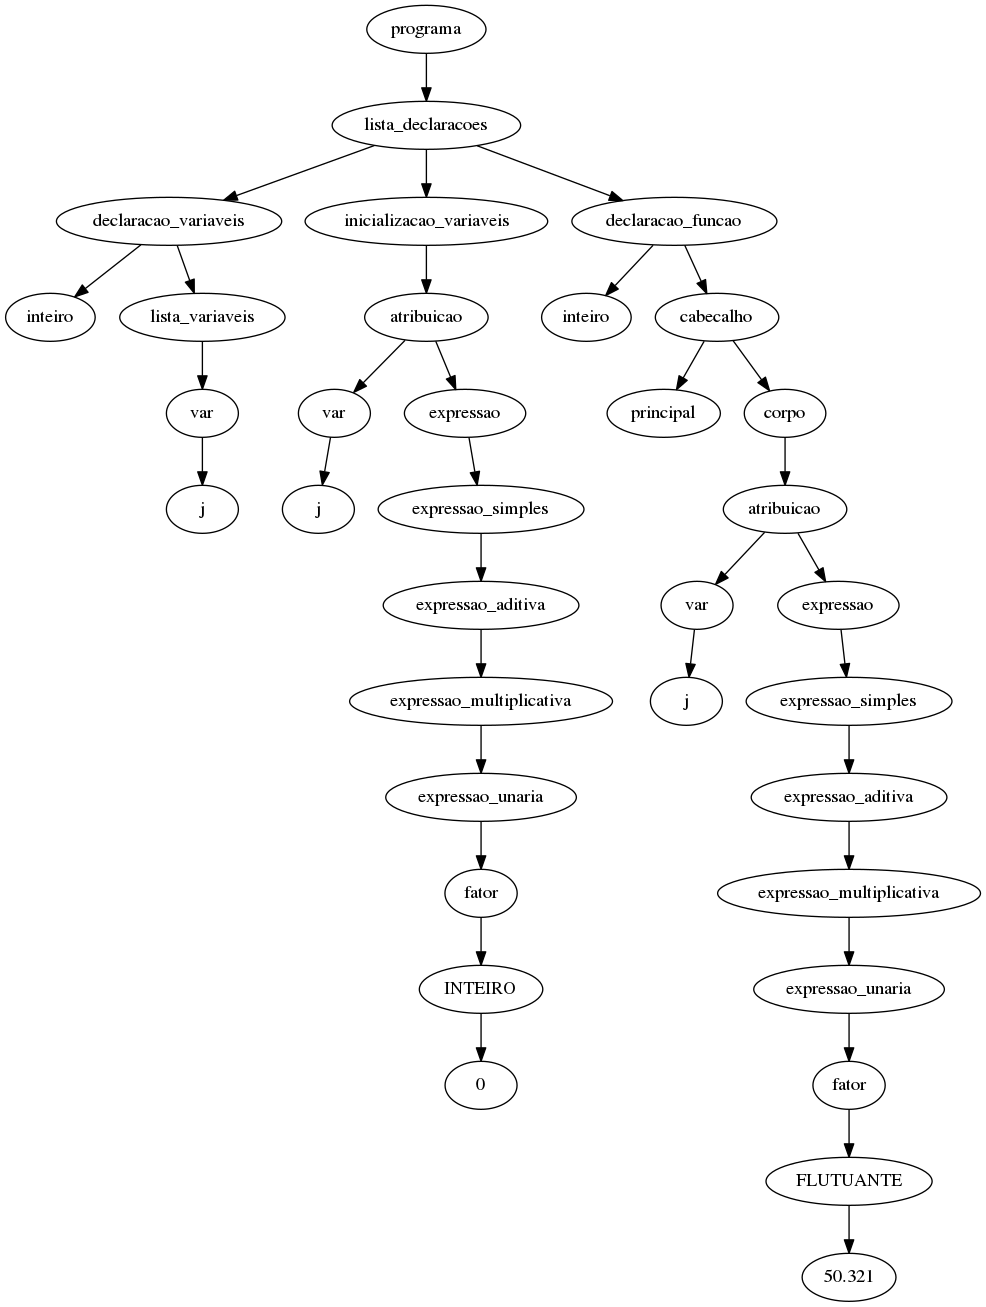 programa
lista_declaracoes
declaracao_variaveis
inicializacao_variaveis
declaracao_funcao
inteiro
lista_variaveis
atribuicao
inteiro
cabecalho
var
var
expressao
principal
corpo
j
j
expressao_simples
atribuicao
expressao_aditiva
var
expressao
expressao_multiplicativa
j
expressao_simples
expressao_unaria
expressao_aditiva
fator
expressao_multiplicativa
INTEIRO
expressao_unaria
0
fator
FLUTUANTE
50.321